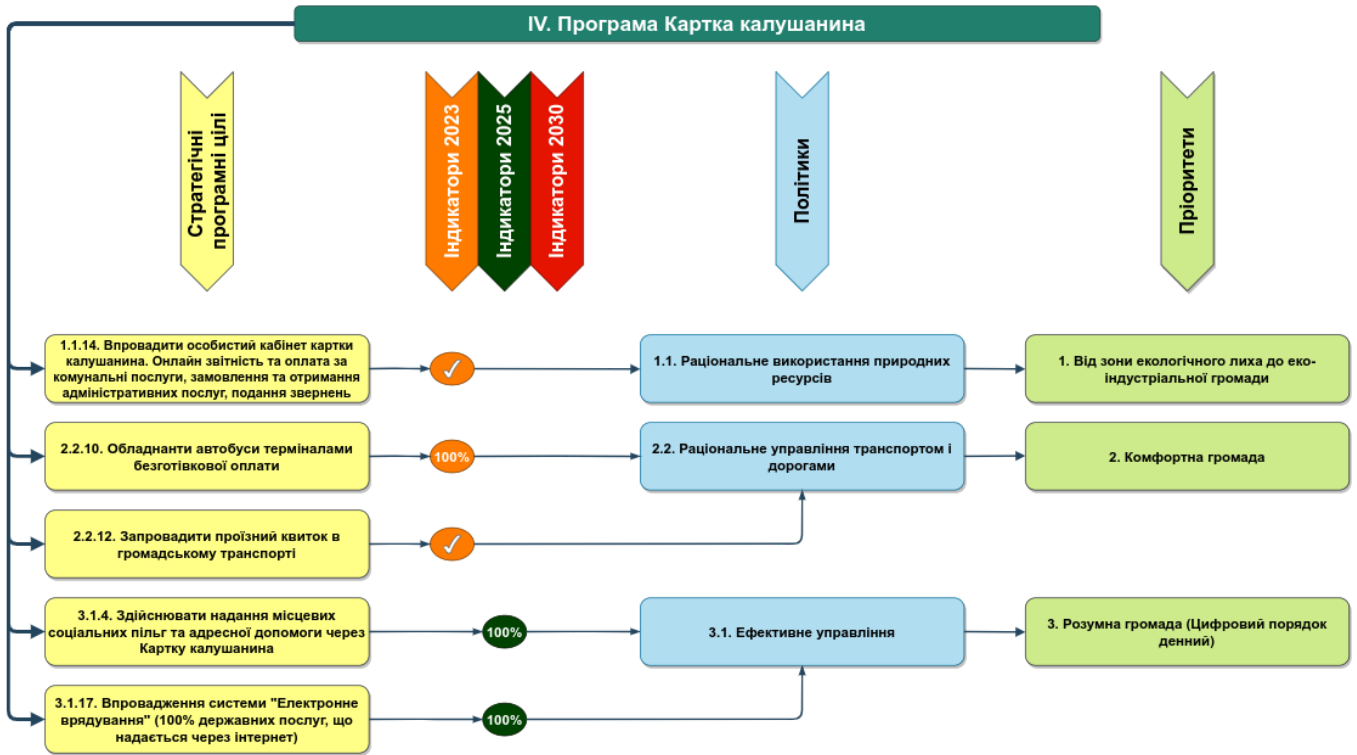 IV. Програма Картка калушанина
Стратегічні
програмні цілі
Індикатори 2023
Індикатори 2025
Індикатори 2030
Політики
Пріоритети
1.1.14. Впровадити особистий кабінет картки
калушанина. Онлайн звітність та оплата за
комунальні послуги, замовлення та отримання
адміністративних послуг, подання звернень
1.1. Раціональне використання природних
ресурсів
1. Від зони екологічного лиха до еко-
індустріальної громади
2.2.10. Обладнанти автобуси терміналами
безготівкової оплати
100%
2.2. Раціональне управління транспортом і
дорогами
2. Комфортна громада
2.2.12. Запровадити проїзний квиток в
громадському транспорті
3.1.4. Здійснювати надання місцевих
соціальних пільг та адресної допомоги через
Картку калушанина
100%
3.1. Ефективне управління
3. Розумна громада (Цифровий порядок
денний)
3.1.17. Впровадження системи "Електронне
врядування" (100% державних послуг, що
надається через інтернет)
100%